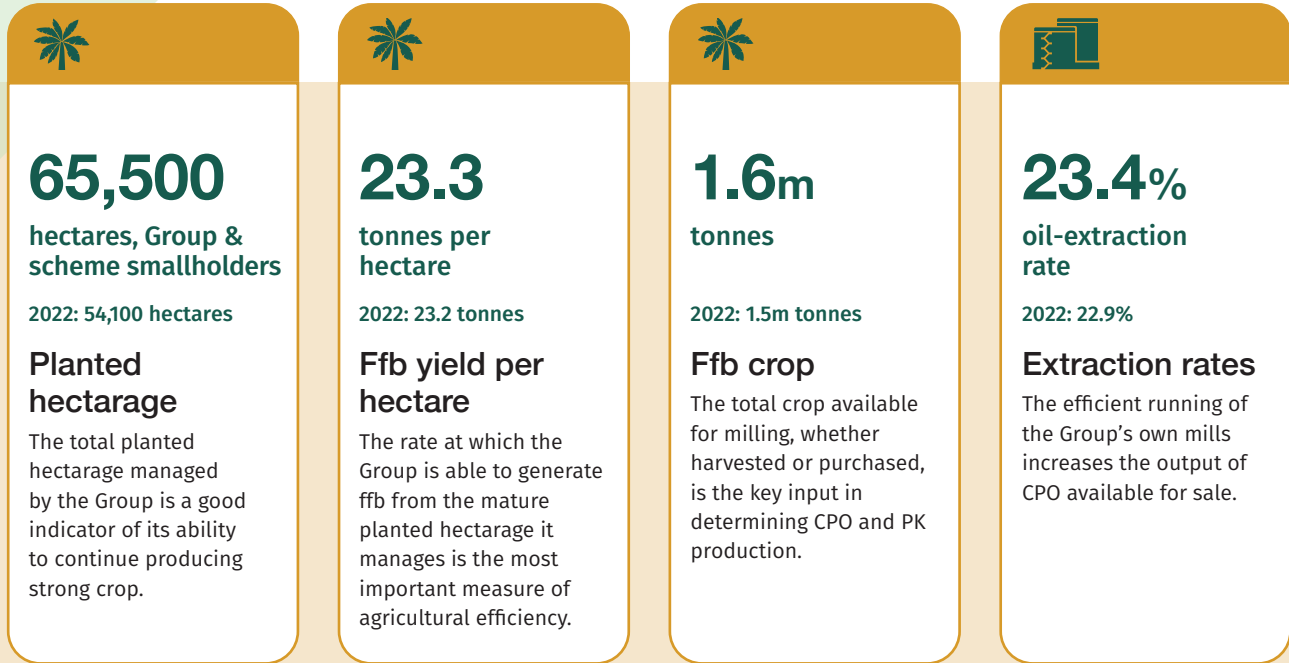 65,500
hectares, Group &
scheme smallholders
2022: 54,100 hectares
Planted
hectarage
The total planted
hectarage managed
by the Group is a good
indicator of its ability
to continue producing
strong crop.
23.3
tonnes per
hectare
2022: 23.2 tonnes
Ffb yield per
hectare
The rate at which the
Group is able to generate
ffb from the mature
planted hectarage it
manages is the most
important measure of
agricultural efficiency.
1.6m
tonnes
2022: 1.5m tonnes
Ffb crop
The total crop available
for milling, whether
harvested or purchased,
is the key input in
determining CPO and PK
production.
23.4%
oil-extraction
rate
2022: 22.9%
Extraction rates
The efficient running of
the Group’s own mills
increases the output of
CPO available for sale.